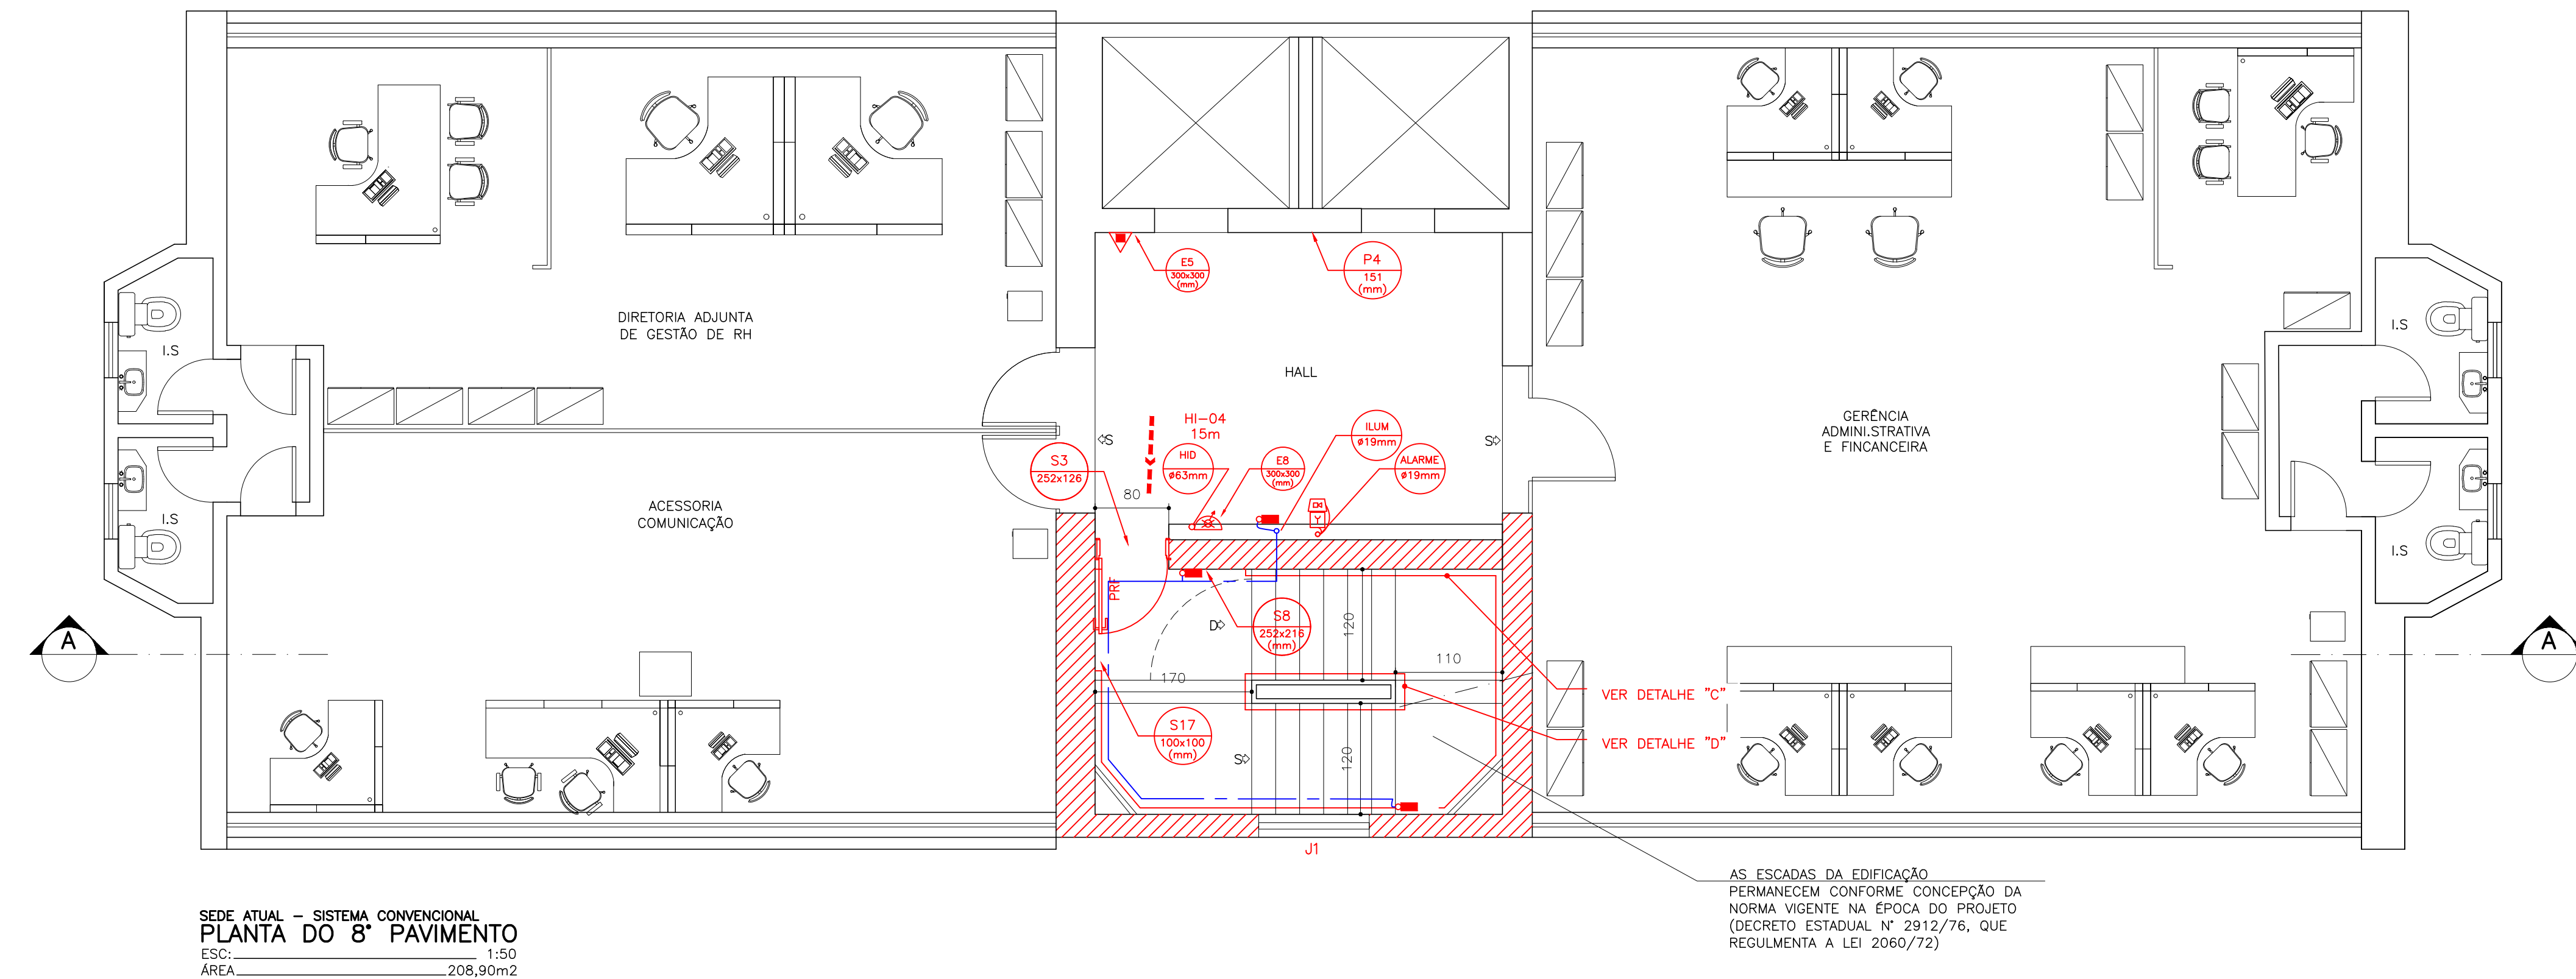 E5
300x300
(mm)
P4
151
(mm)
DIRETORIA ADJUNTA
DE GESTÃO DE RH
I.S
I.S
HALL
HI-04
15m
S
S
HID
ø63mm
E8
300x300
(mm)
ILUM
ø19mm
ALARME
ø19mm
S3
252x126
80
Y
GERÊNCIA
ADMINI.STRATIVA
E FINCANCEIRA
ACESSORIA
COMUNICAÇÃO
I.S
I.S
PRF
D
S8
252x216
(mm)
120
110
170
A
A
VER DETALHE "C"
VER DETALHE "D"
S17
100x100
(mm)
S
120
J1
AS ESCADAS DA EDIFICAÇÃO
PERMANECEM CONFORME CONCEPÇÃO DA
NORMA VIGENTE NA ÉPOCA DO PROJETO
(DECRETO ESTADUAL N° 2912/76, QUE
REGULMENTA A LEI 2060/72)
SEDE ATUAL – SISTEMA CONVENCIONAL
PLANTA DO 8° PAVIMENTO
ESC: 1:50
ÁREA 208,90m2